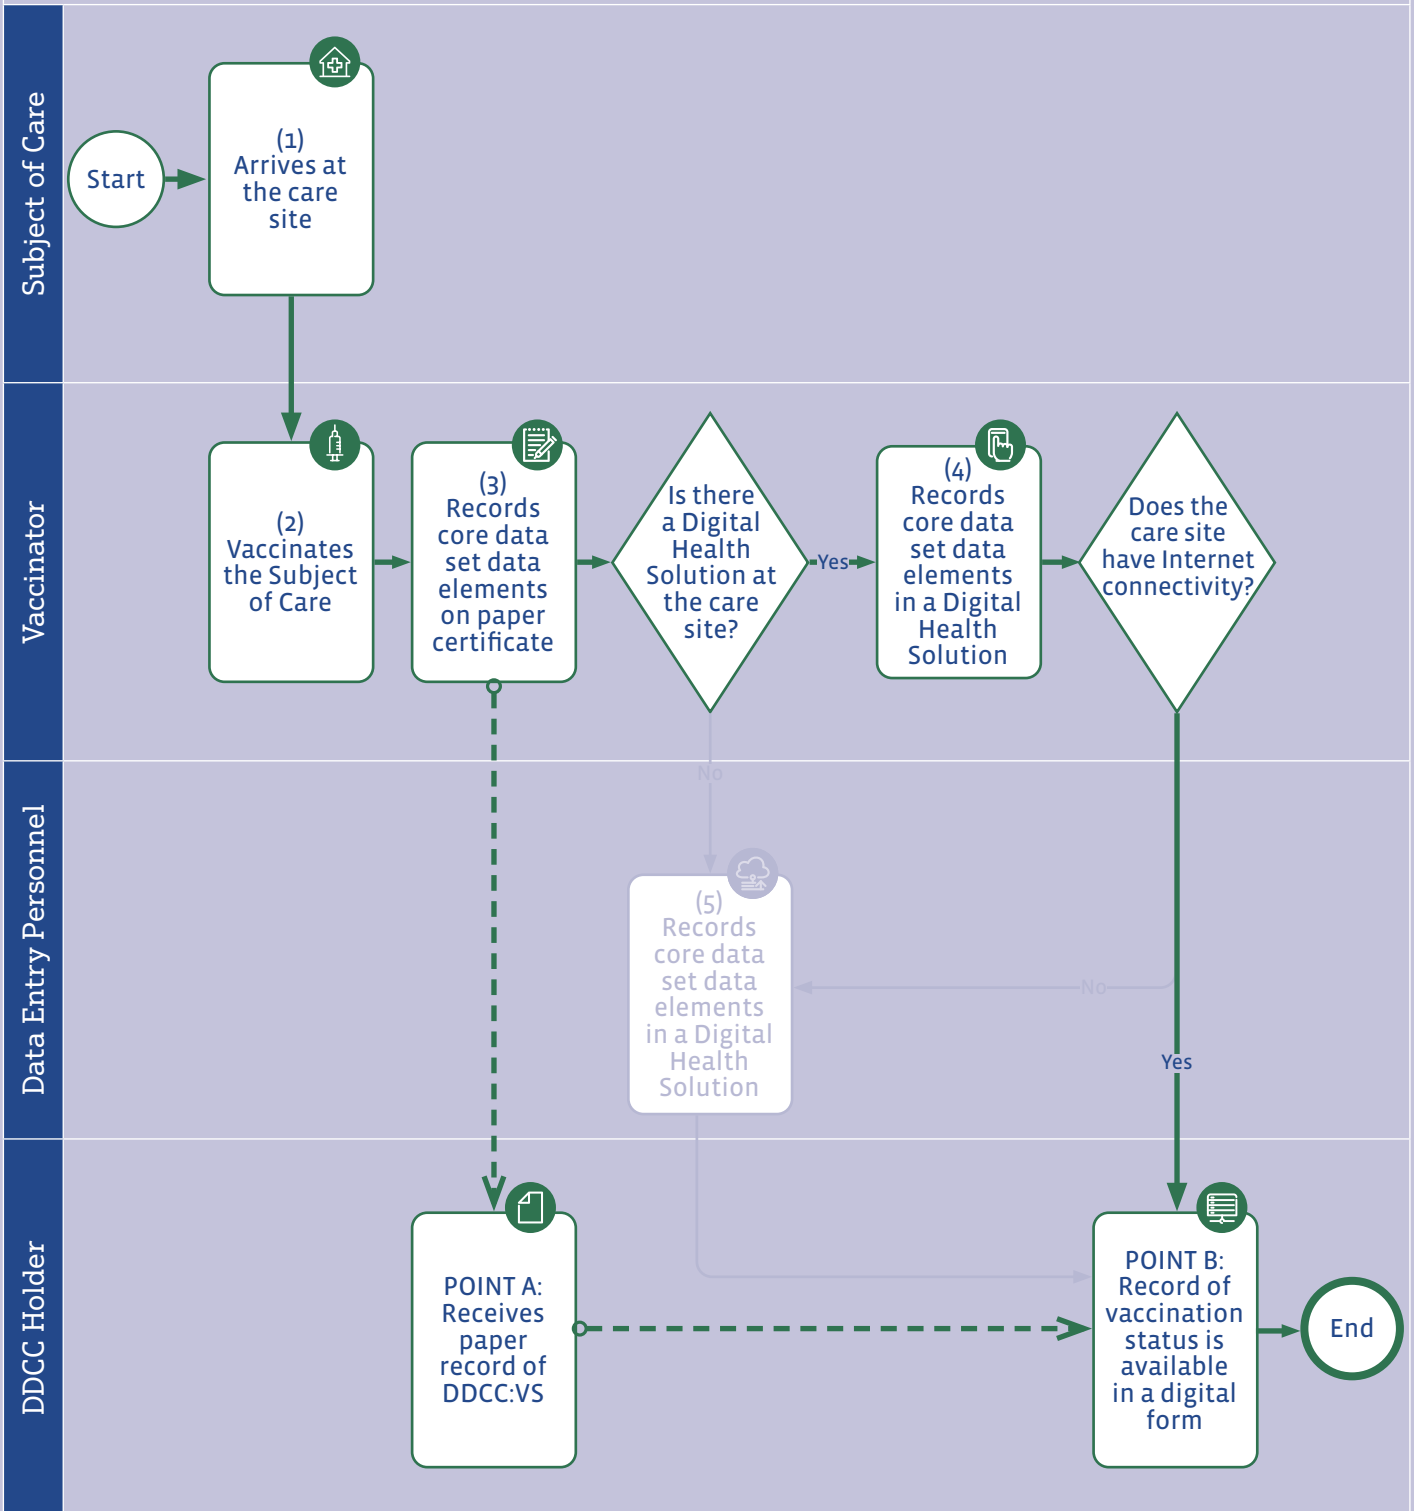 Subject of Care
Start
(1)
Arrives at
the care
site
Vaccinator
(2)
Vaccinates
the Subject
of Care
(3)
Records
core data
set data
elements
on paper
certificate
Is there
a Digital
Health
Solution at
the care
site?
Yes
(4)
Records
core data
set data
elements
in a Digital
Health
Solution
Does the
care site
have Internet
connectivity?
Data Entry Personnel
No
(5)
Records
core data
set data
elements
in a Digital
Health
Solution
No
Yes
DDCC Holder
POINT A:
Receives
paper
record of
DDCC:VS
POINT B:
Record of
vaccination
status is
available
in a digital
form
End